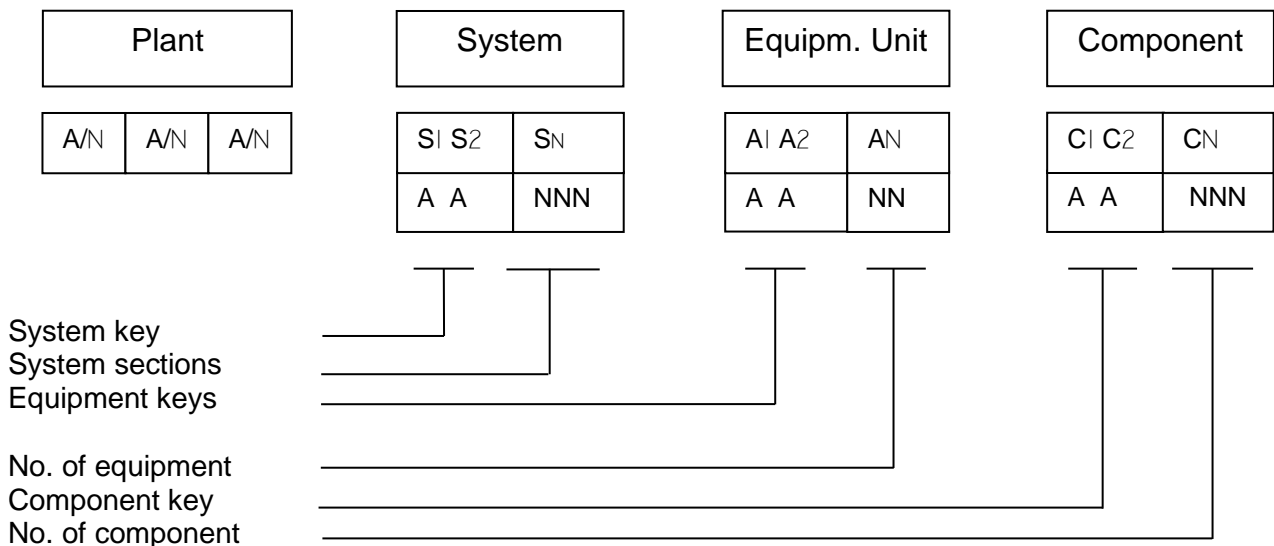 Plant System Equipm. Unit Component
A/N A/N A/N S1 S2 SN A1 A2 AN C1 C2 CN
A A NNN A A NN A A NNN
System key
System sections
Equipment keys
No. of equipment
Component key
No. of component